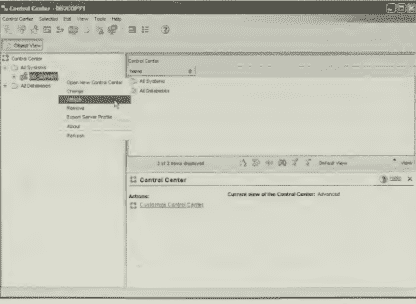 Control Center - DB2COPY1
Control Center Selected Edit View Tools Help
Object View
Control Center
All Systems
All Databases
Open New Control Center
Change
Remove
Export Server Profile
About
Refresh
Control Center
Name
All Systems
All Databases
2 of 2 items displayed
Default View
View
Control Center
Actions:
Customize Control Center
Current view of the Control Center: Advanced